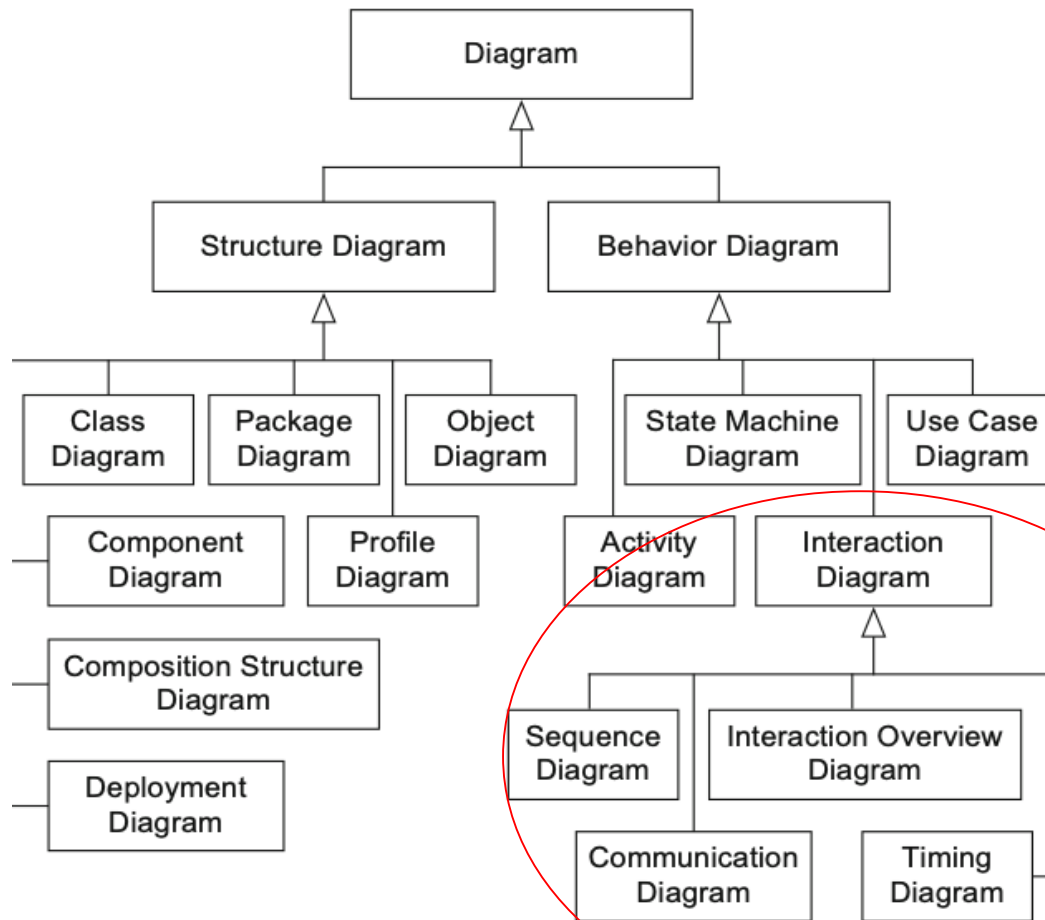 Diagram
Structure Diagram
Behavior Diagram
Class
Diagram
Package
Diagram
Object
Diagram
State Machine
Diagram
Use Case
Diagram
Component
Diagram
Profile
Diagram
Activity
Diagram
Interaction
Diagram
Composition Structure
Diagram
Sequence
Diagram
Interaction Overview
Diagram
Deployment
Diagram
Communication
Diagram
Timing
Diagram